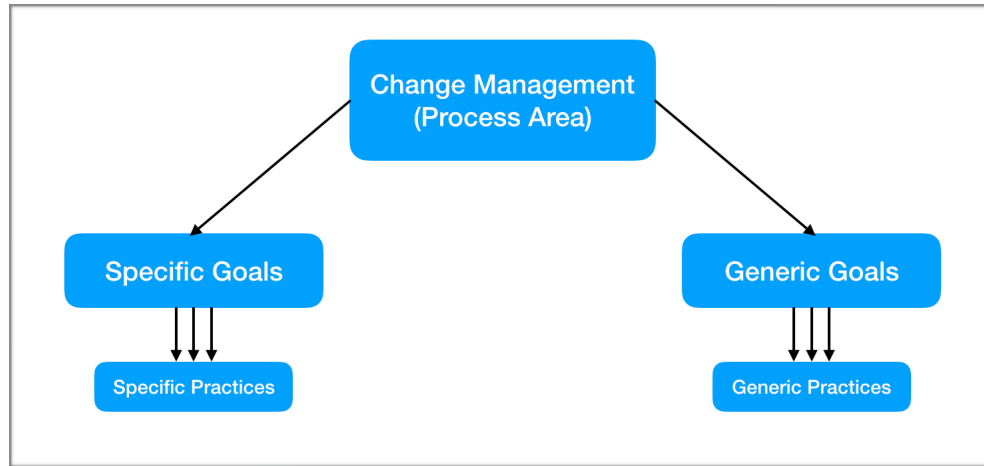 Change Management
(Process Area)
Specific Goals
Generic Goals
Specific Practices
Generic Practices